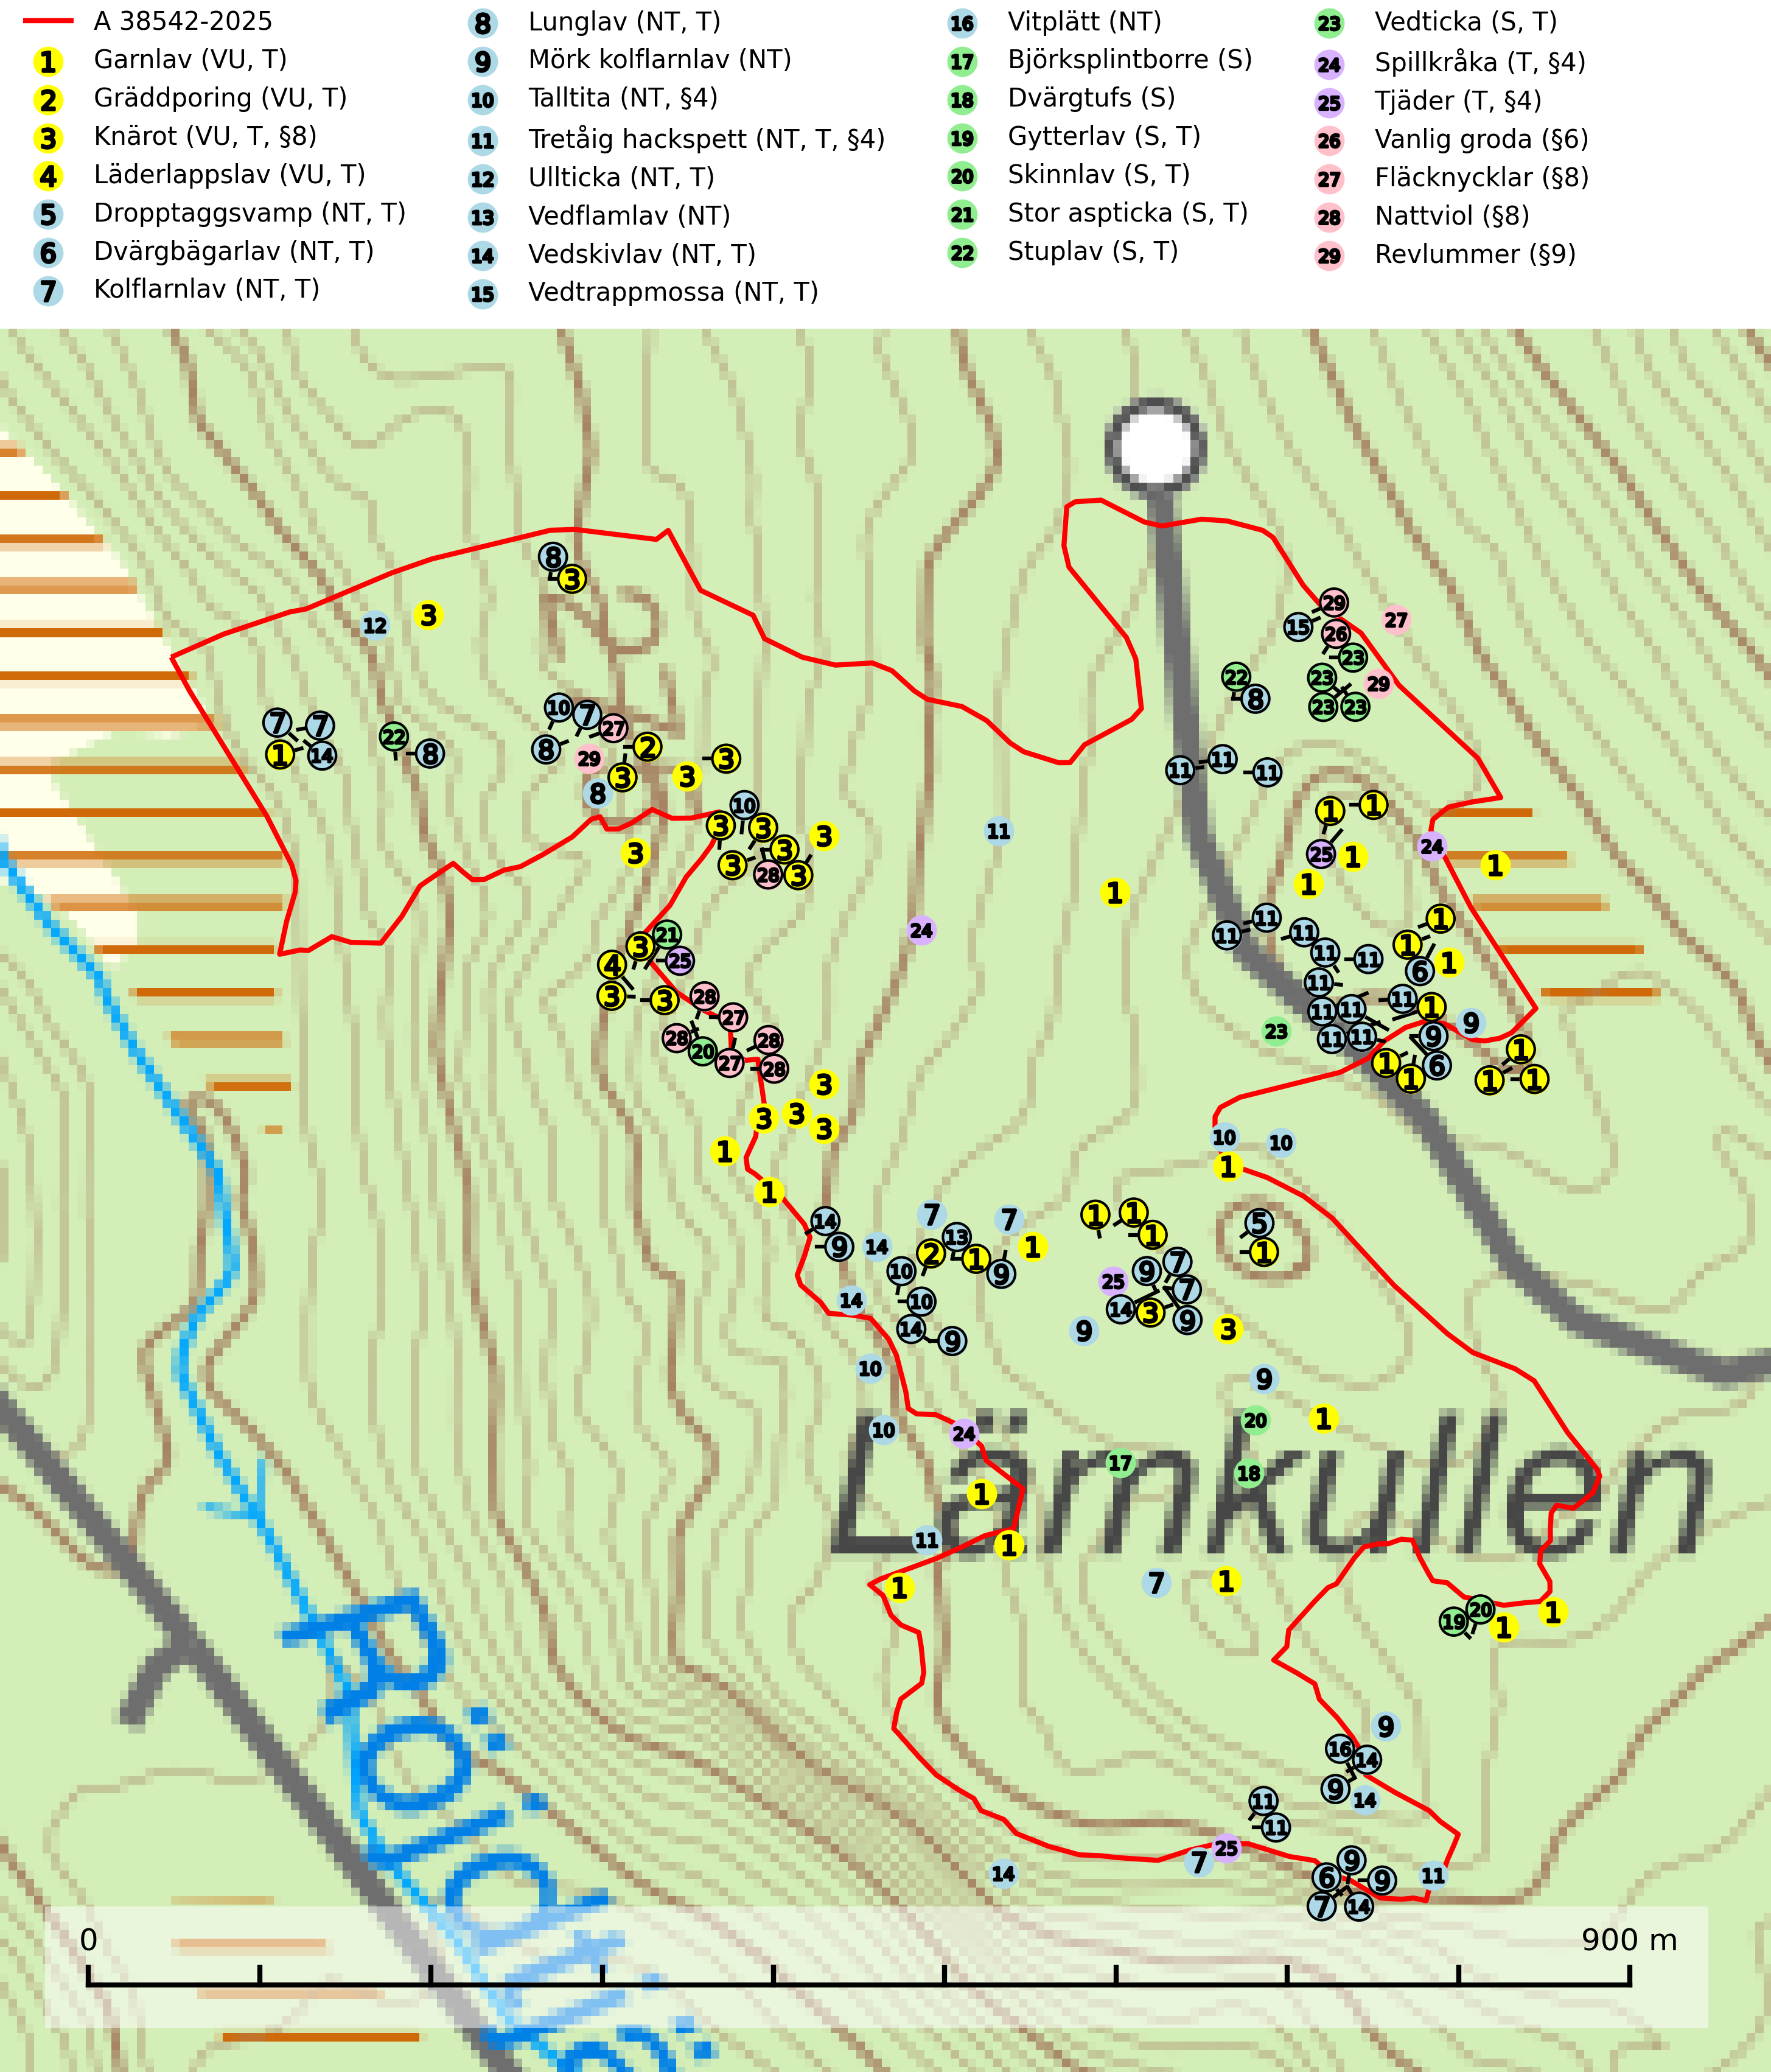 A 38542-2025
1 Garnlav (VU, T)
2 Gräddporing (VU, T)
3 Knärot (VU, T, §8)
4 Läderlappslav (VU, T)
5 Dropptaggsvamp (NT, T)
6 Dvärgbägarlav (NT, T)
7 Kolflarnlav (NT, T)
8 Lunglav (NT, T)
9 Mörk kolflarnlav (NT)
10 Talltita (NT, §4)
11 Tretåig hackspett (NT, T, §4)
12 Ullticka (NT, T)
13 Vedflamlav (NT)
14 Vedskivlav (NT, T)
15 Vedtrappmossa (NT, T)
16 Vitplätt (NT)
17 Björksplintborre (S)
18 Dvärgtufs (S)
19 Gytterlav (S, T)
20 Skinnlav (S, T)
21 Stor aspticka (S, T)
22 Stuplav (S, T)
23 Vedticka (S, T)
24 Spillkråka (T, §4)
25 Tjäder (T, §4)
26 Vanlig groda (§6)
27 Fläcknycklar (§8)
28 Nattviol (§8)
29 Revlummer (§9)
Lärnkullen
0 900 m